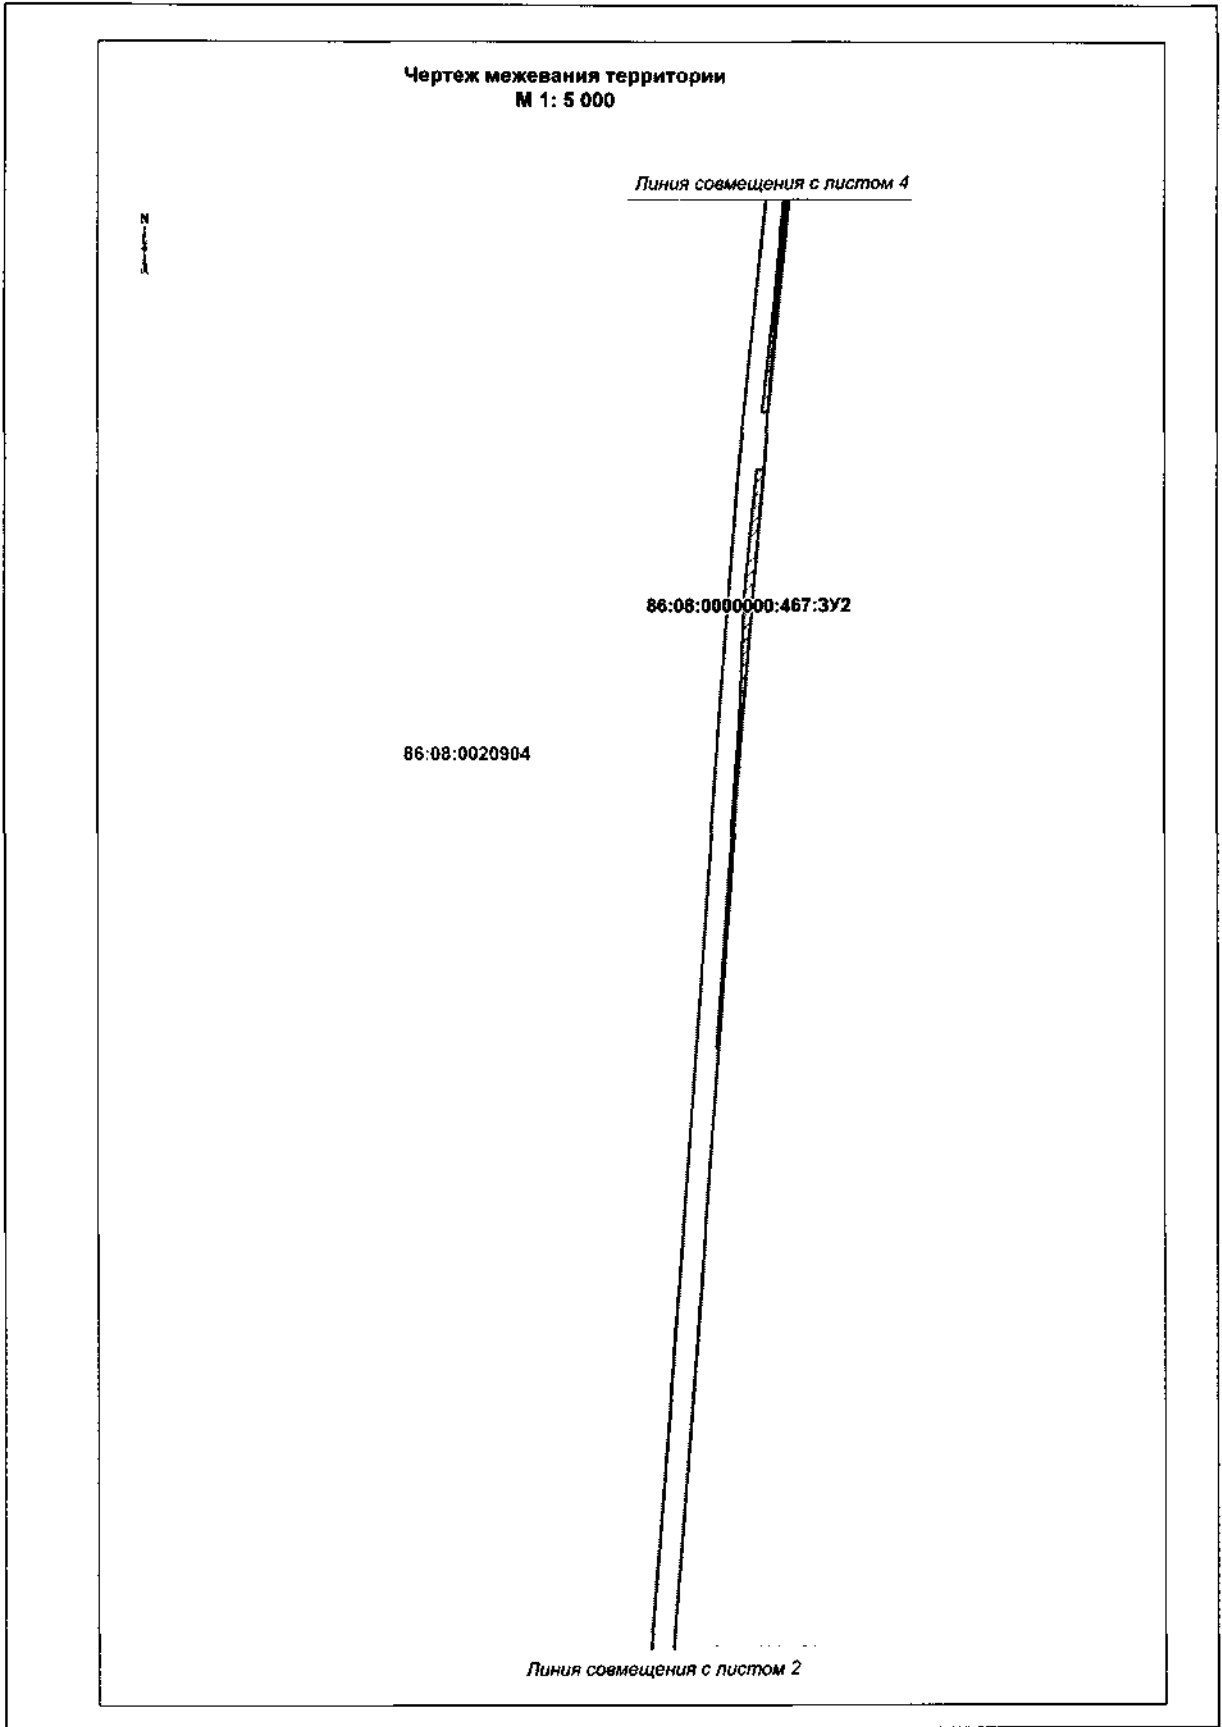 Чертеж межевания территории
М 1: 5 000
Линия совмещения с листом 4
N
86:08:0000000:467:ЗУ2
86:08:0020904
Линия совмещения с листом 2